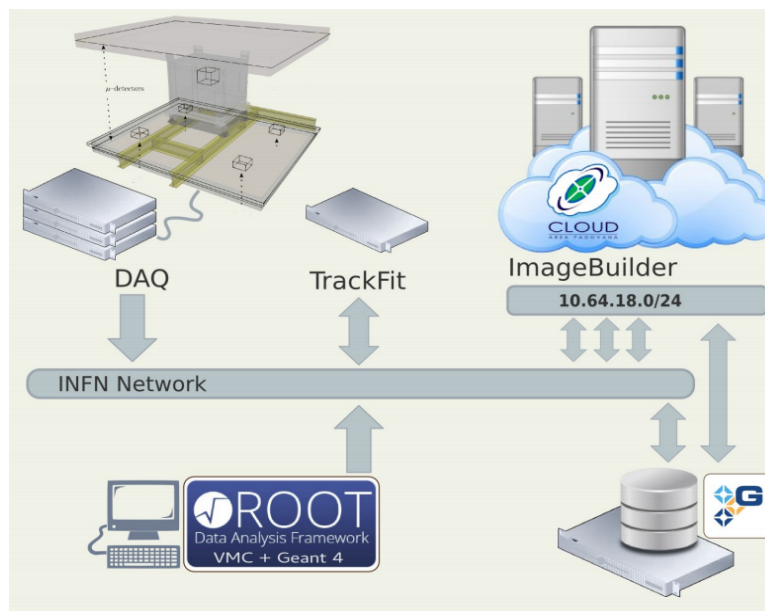 μ-detectors
DAQ
TrackFit
CLOUD
AREA PADOVANA
ImageBuilder
10.64.18.0/24
INFN Network
ROOT
Data Analysis Framework
VMC + Geant 4
G